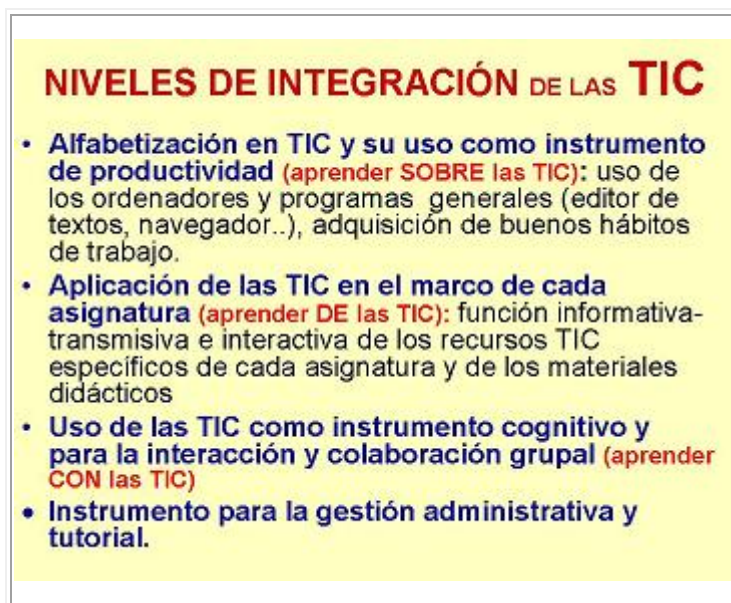 NIVELES DE INTEGRACIÓN DE LAS TIC
• Alfabetización en TIC y su uso como instrumento
de productividad (aprender SOBRE las TIC): uso de
los ordenadores y programas generales (editor de
textos, navegador..), adquisición de buenos hábitos
de trabajo.
• Aplicación de las TIC en el marco de cada
asignatura (aprender DE las TIC): función informativa-
transmisiva e interactiva de los recursos TIC
específicos de cada asignatura y de los materiales
didácticos
• Uso de las TIC como instrumento cognitivo y
para la interacción y colaboración grupal (aprender
CON las TIC)
• Instrumento para la gestión administrativa y
tutorial.